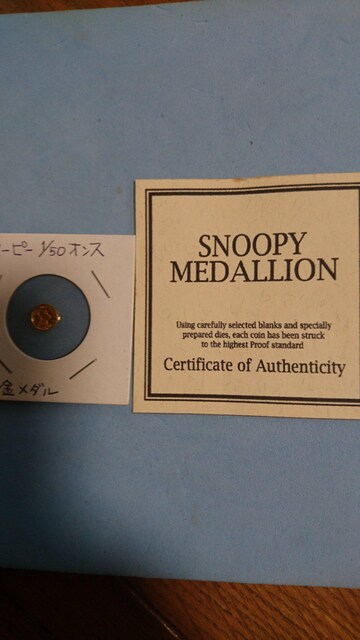 ーピー 1/50オンス
金メダル
SNOOPY
MEDALLION
Using carefully selected blanks and specially
prepared dies, each coin has been struck
to the highest Proof standard
Certificate of Authenticity